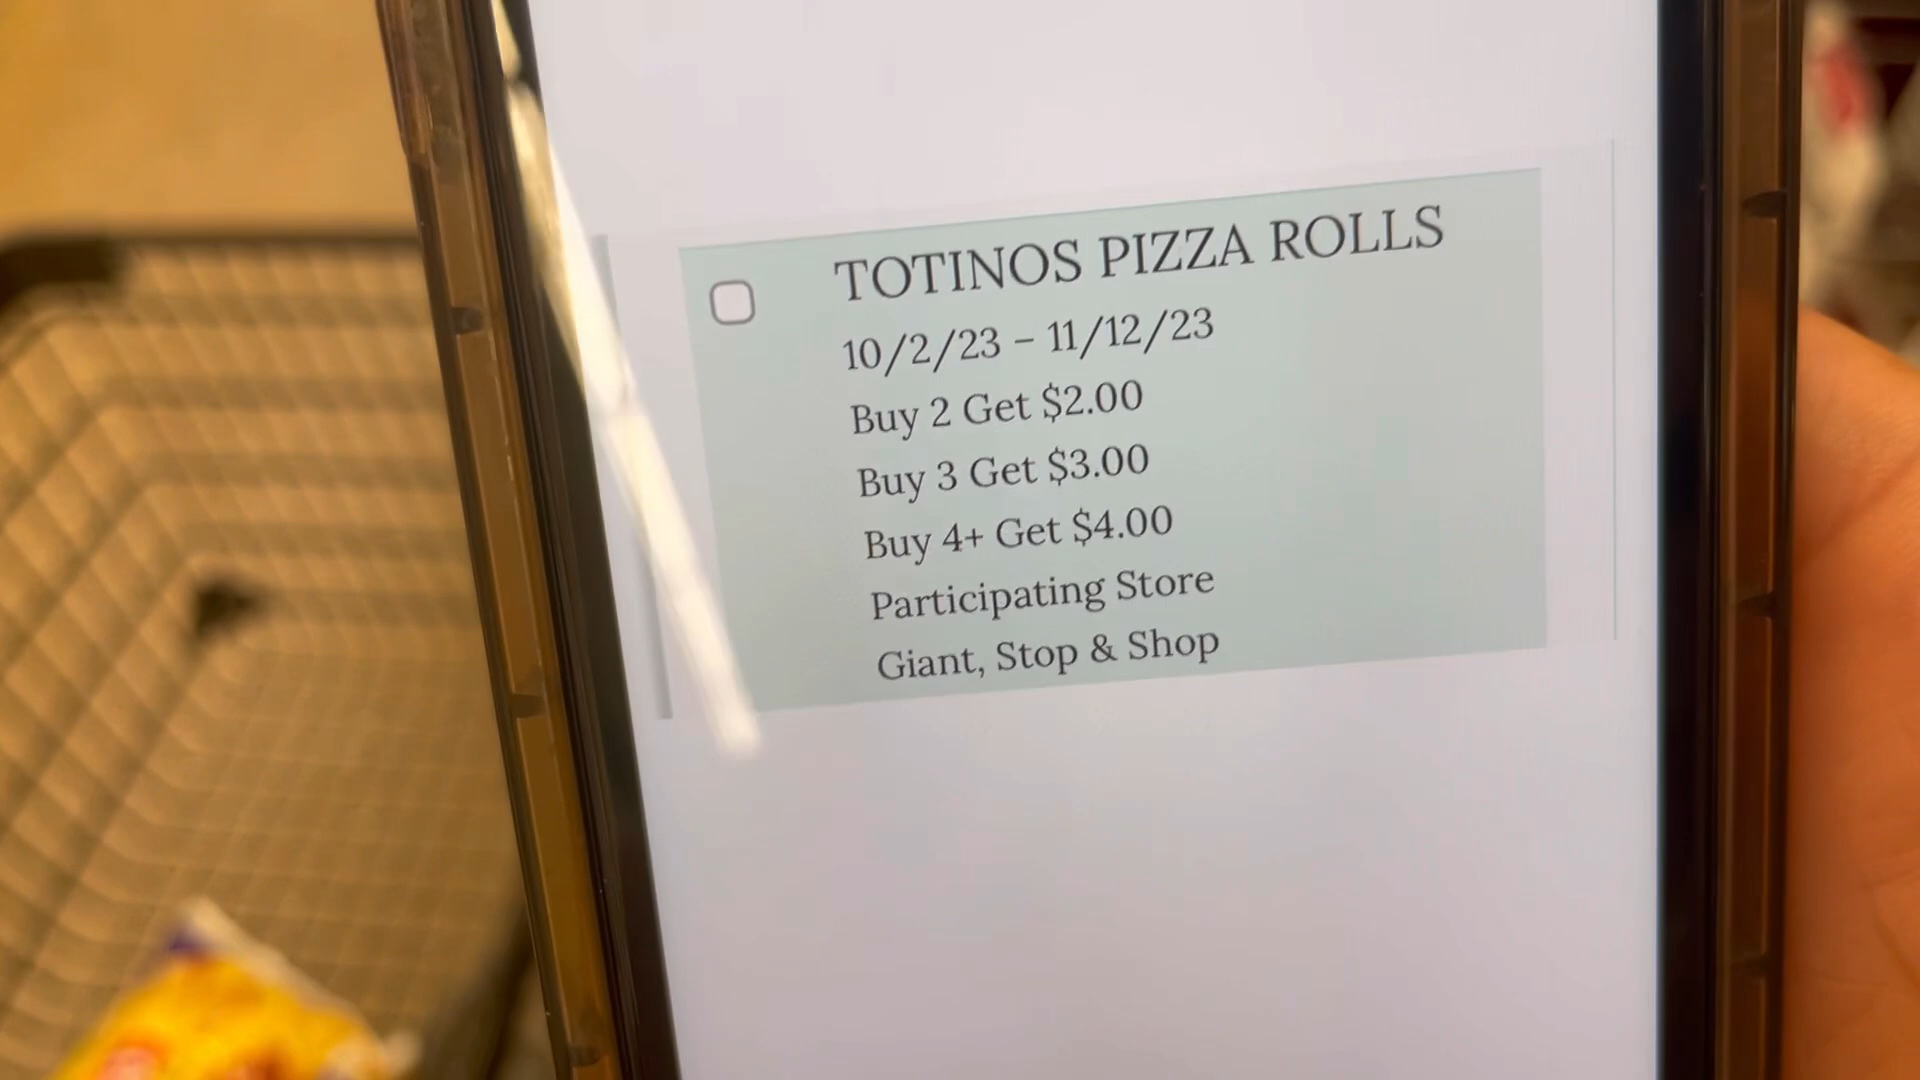 TOTINOS PIZZA ROLLS
10/2/23 – 11/12/23
Buy 2 Get $2.00
Buy 3 Get $3.00
Buy 4+ Get $4.00
Participating Store
Giant, Stop & Shop